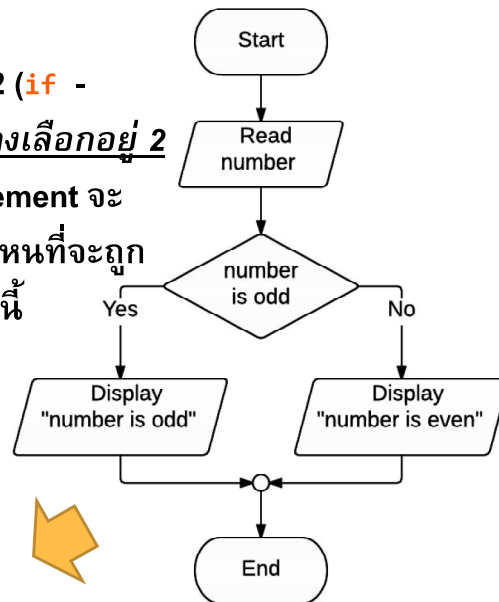 2 (if -
างเลือกอยู่ 2
ement จะ
หนที่จะถูก
นี้
Start
Read
number
number
is odd
Yes
No
Display
"number is odd"
Display
"number is even"
End